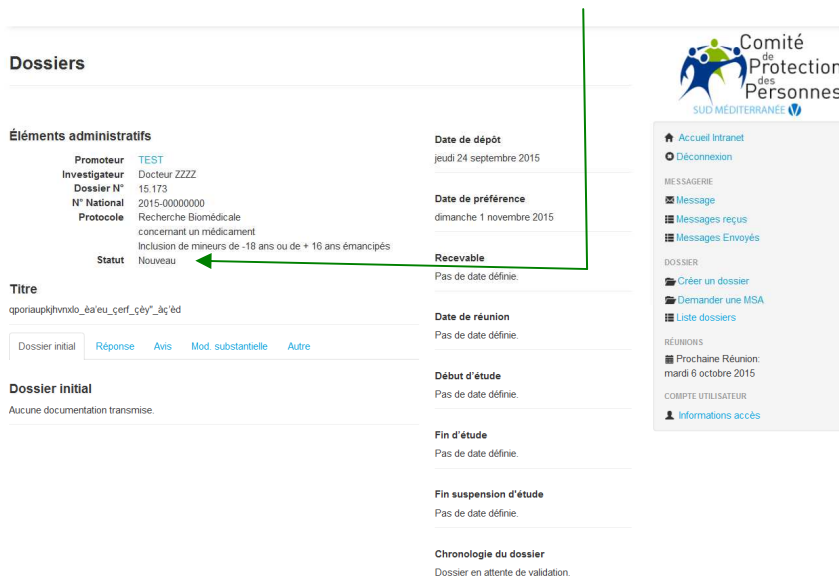 Dossiers
Éléments administratifs
Promoteur TEST
Investigateur Docteur ZZZZ
Dossier N° 15.173
N° National 2015-00000000
Protocole Recherche Biomédicale
concernant un médicament
Inclusion de mineurs de -18 ans ou de + 16 ans émancipés
Statut Nouveau
Titre
qporiaupkjhvnxlo_èa'eu_çerf_çèy"_àç'èd
Dossier initial Réponse Avis Mod. substantielle Autre
Dossier initial
Aucune documentation transmise.
Date de dépôt
jeudi 24 septembre 2015
Date de préférence
dimanche 1 novembre 2015
Recevable
Pas de date définie.
Date de réunion
Pas de date définie.
Début d'étude
Pas de date définie.
Fin d'étude
Pas de date définie.
Fin suspension d'étude
Pas de date définie.
Chronologie du dossier
Dossier en attente de validation.
Comité
de
Protection
des
Personnes
SUD MÉDITERRANÉE V
Accueil Intranet
Déconnexion
MESSAGERIE
Message
Messages reçus
Messages Envoyés
DOSSIER
Créer un dossier
Demander une MSA
Liste dossiers
RÉUNIONS
Prochaine Réunion:
mardi 6 octobre 2015
COMPTE UTILISATEUR
Informations accès